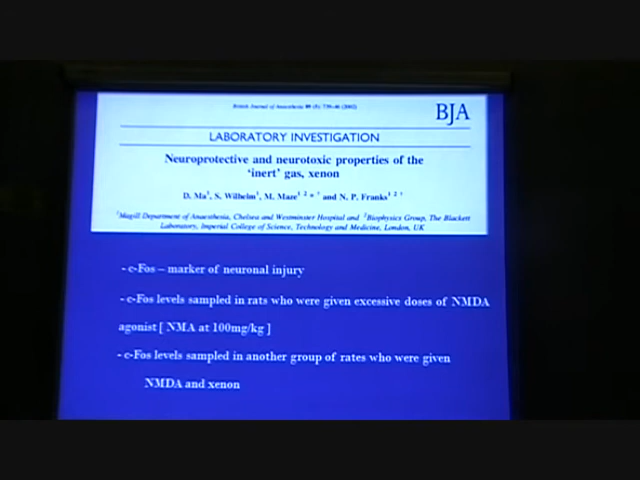 British Journal of Anaesthesia 89 (5): 739-46 (2002)
BJA
LABORATORY INVESTIGATION
Neuroprotective and neurotoxic properties of the
‘inert’ gas, xenon
D. Ma1, S. Wilhelm1, M. Maze1 2 * † and N. P. Franks1 2 †
1Magill Department of Anaesthesia, Chelsea and Westminster Hospital and 2Biophysics Group, The Blackett
Laboratory, Imperial College of Science, Technology and Medicine, London, UK
- c-Fos – marker of neuronal injury
- c-Fos levels sampled in rats who were given excessive doses of NMDA
agonist [ NMA at 100mg/kg ]
- c-Fos levels sampled in another group of rates who were given
NMDA and xenon